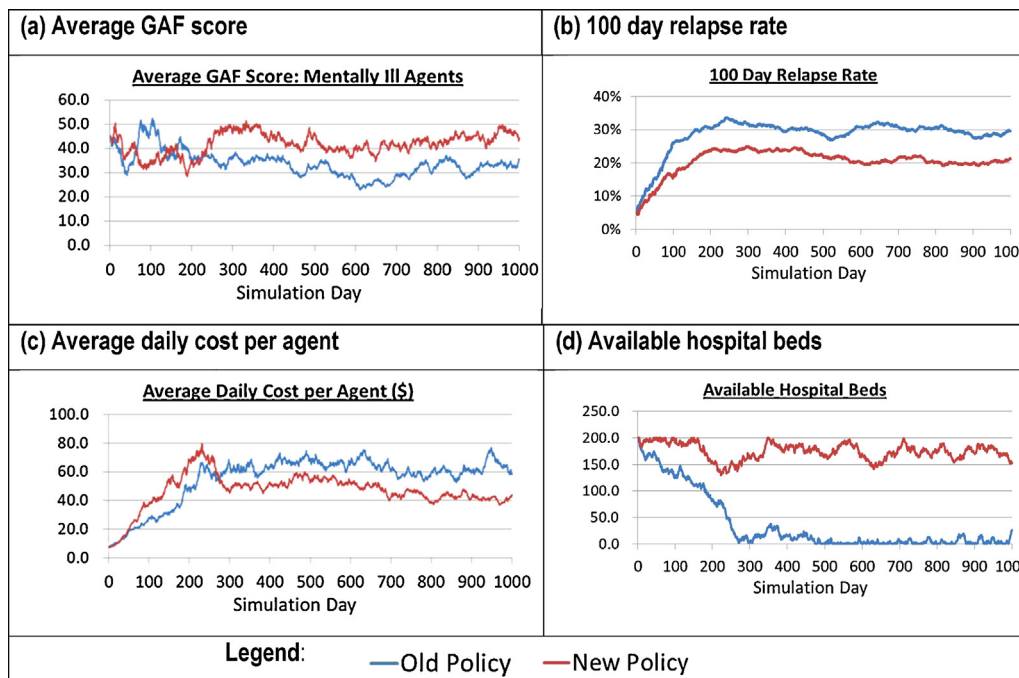 (a) Average GAF score
Average GAF Score: Mentally Ill Agents
60.0
50.0
40.0
30.0
20.0
10.0
0.0
0 100 200 300 400 500 600 700 800 900 1000
Simulation Day
(b) 100 day relapse rate
100 Day Relapse Rate
40%
30%
20%
10%
0%
0 100 200 300 400 500 600 700 800 900 100
Simulation Day
(c) Average daily cost per agent
Average Daily Cost per Agent ($)
100.0
80.0
60.0
40.0
20.0
0.0
0 100 200 300 400 500 600 700 800 900 1000
Simulation Day
(d) Available hospital beds
Available Hospital Beds
250.0
200.0
150.0
100.0
50.0
0.0
0 100 200 300 400 500 600 700 800 900 100
Simulation Day
Legend: Old Policy New Policy